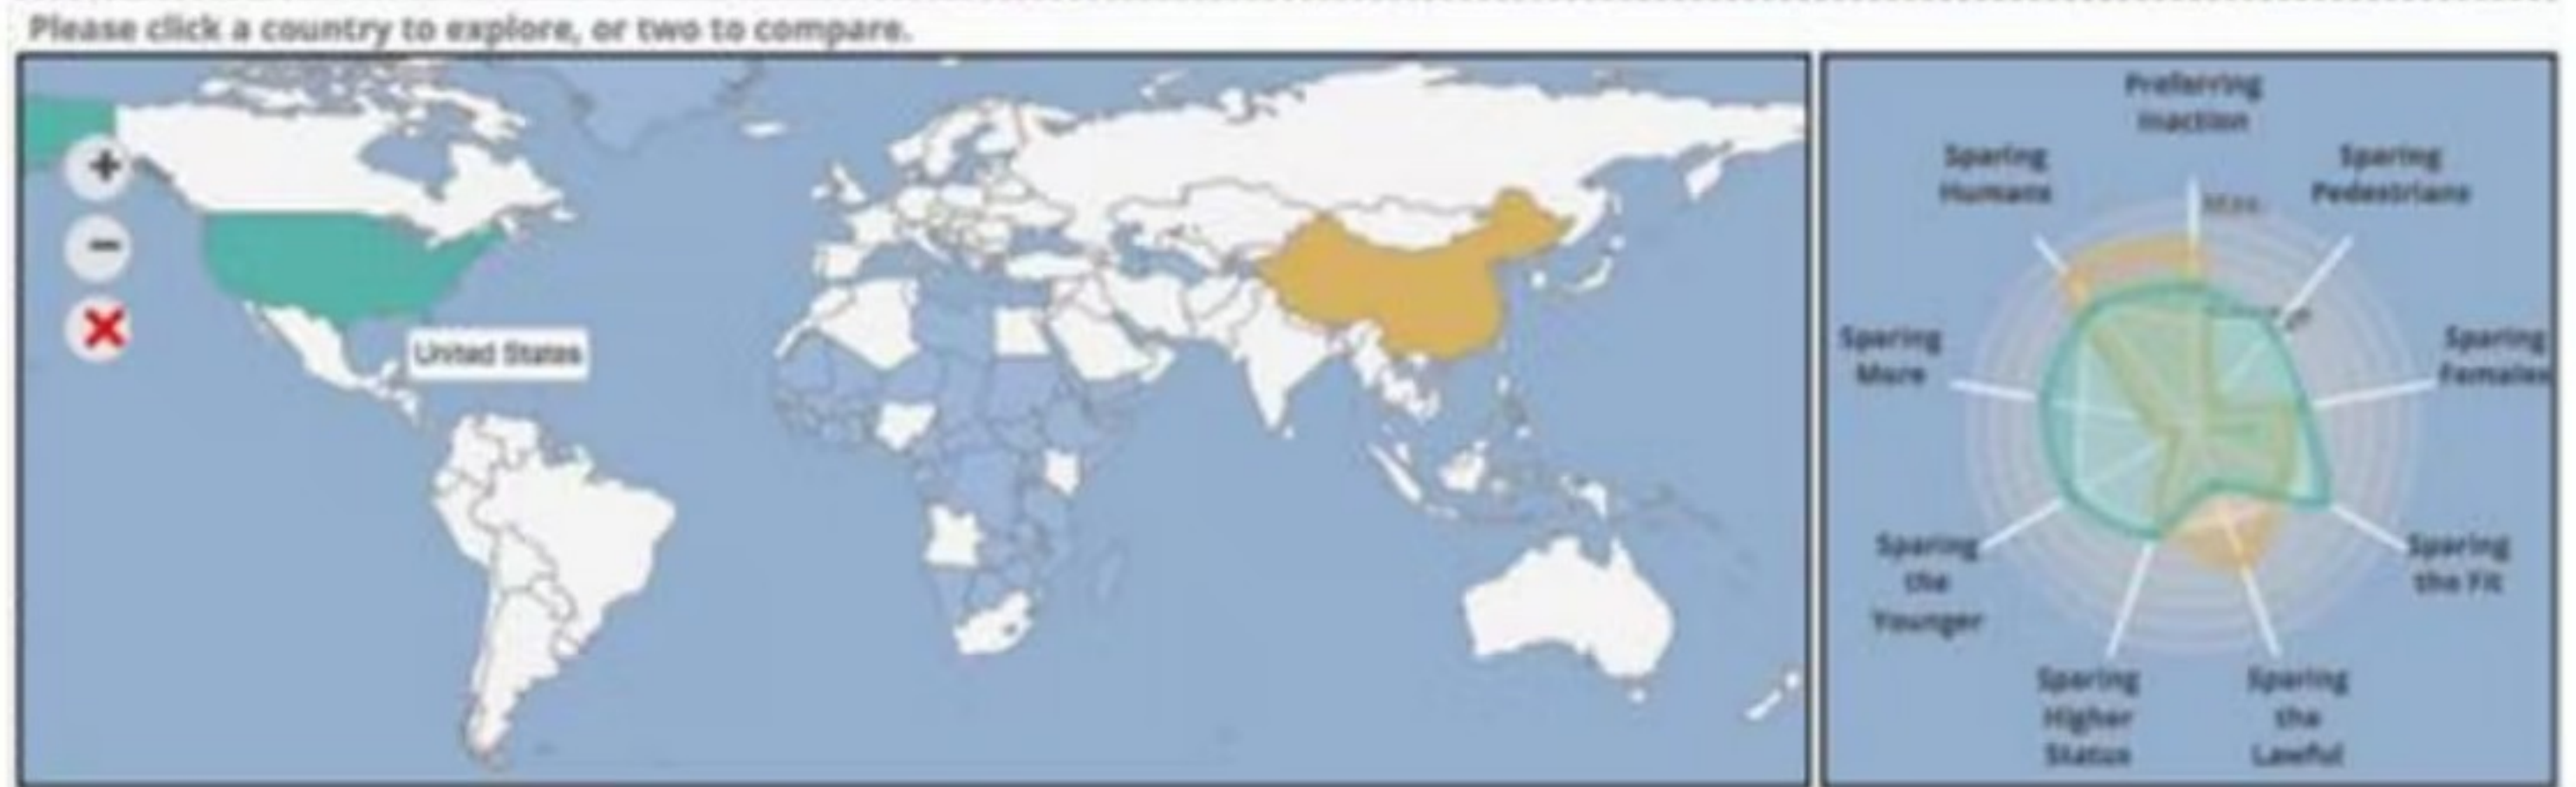 Please click a country to explore, or two to compare.
+
−
United States
Preferring
Inaction
Sparing
Humans
Sparing
Pedestrians
Max.
Sparing
More
Sparing
Females
Sparing
the
Younger
Sparing
the Fit
Sparing
Higher
Status
Sparing
the
Lawful